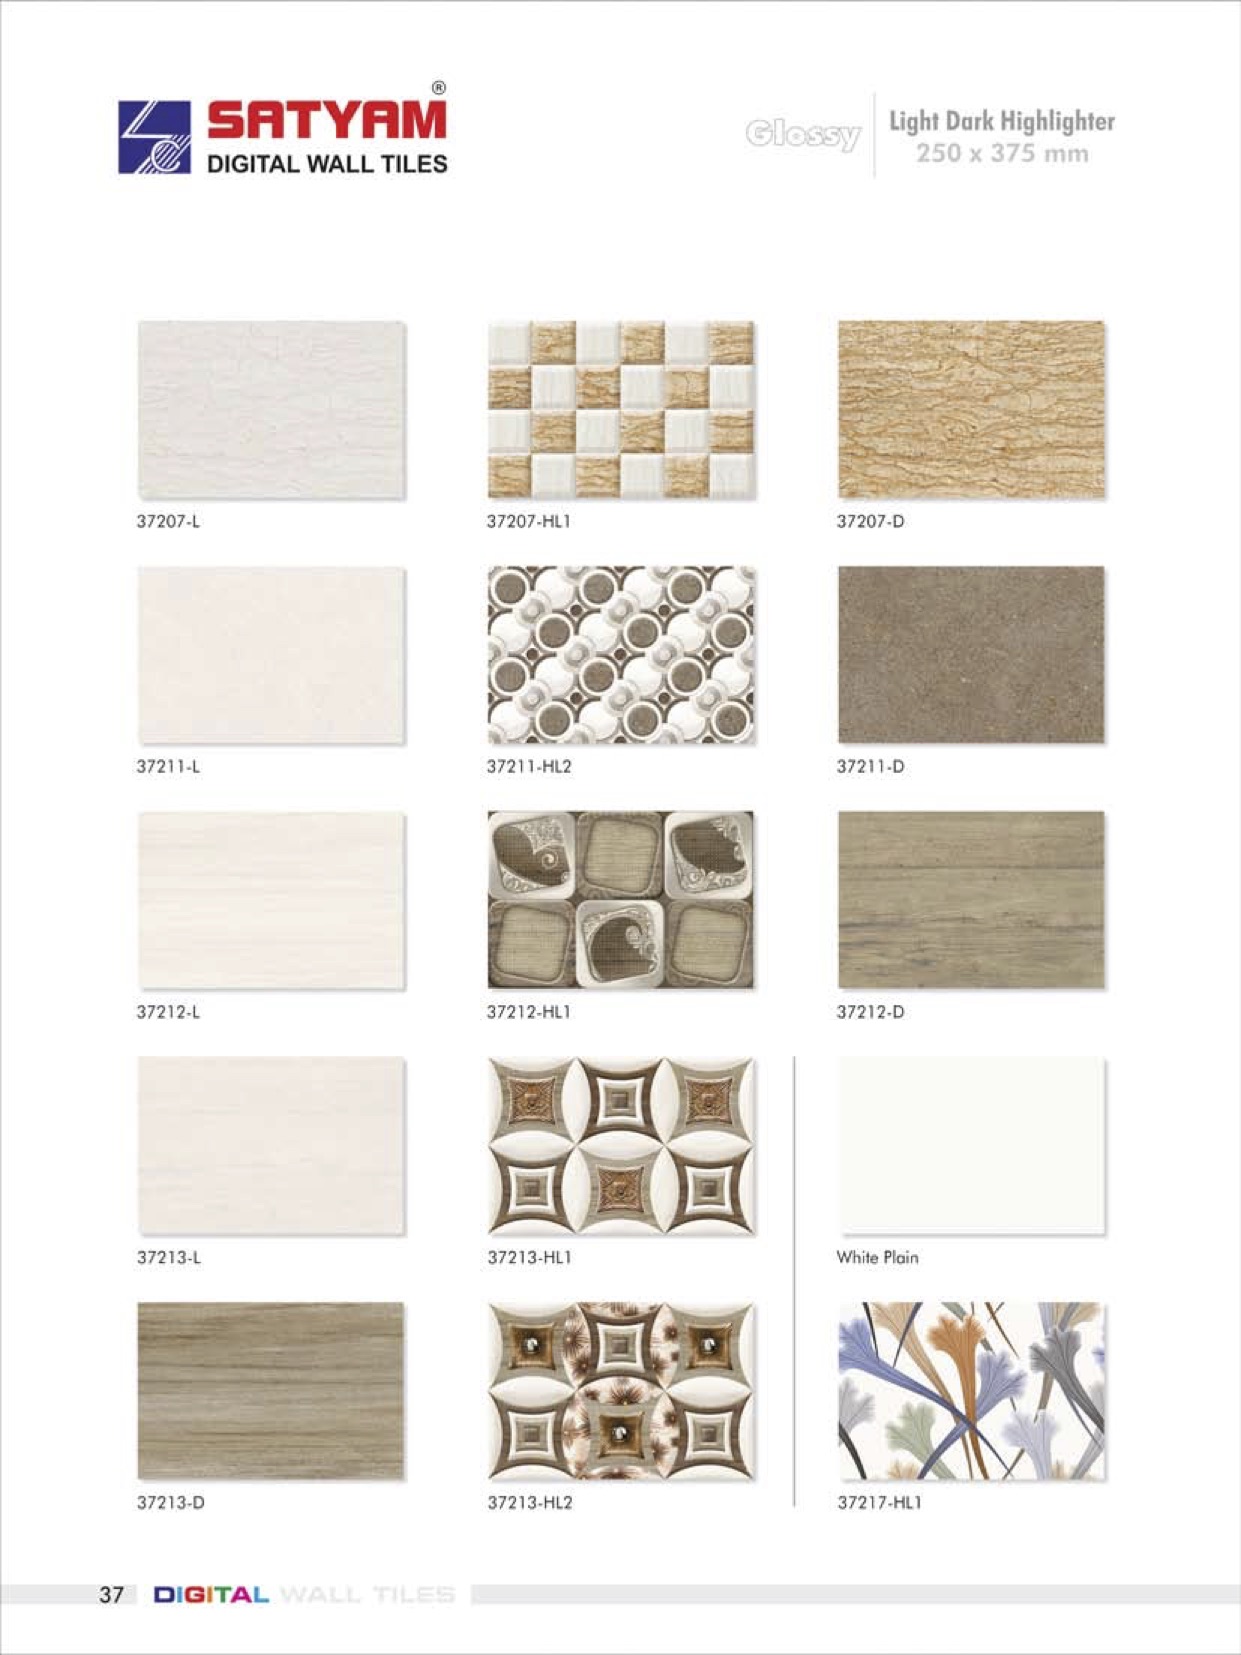 SATYAM ®
DIGITAL WALL TILES
Glossy
Light Dark Highlighter
250 x 375 mm
37207-L
37207-HL1
37207-D
37211-L
37211-HL2
37211-D
37212-L
37212-HL1
37212-D
37213-L
37213-HL1
White Plain
37213-D
37213-HL2
37217-HL1
37 DIGITAL WALL TILES